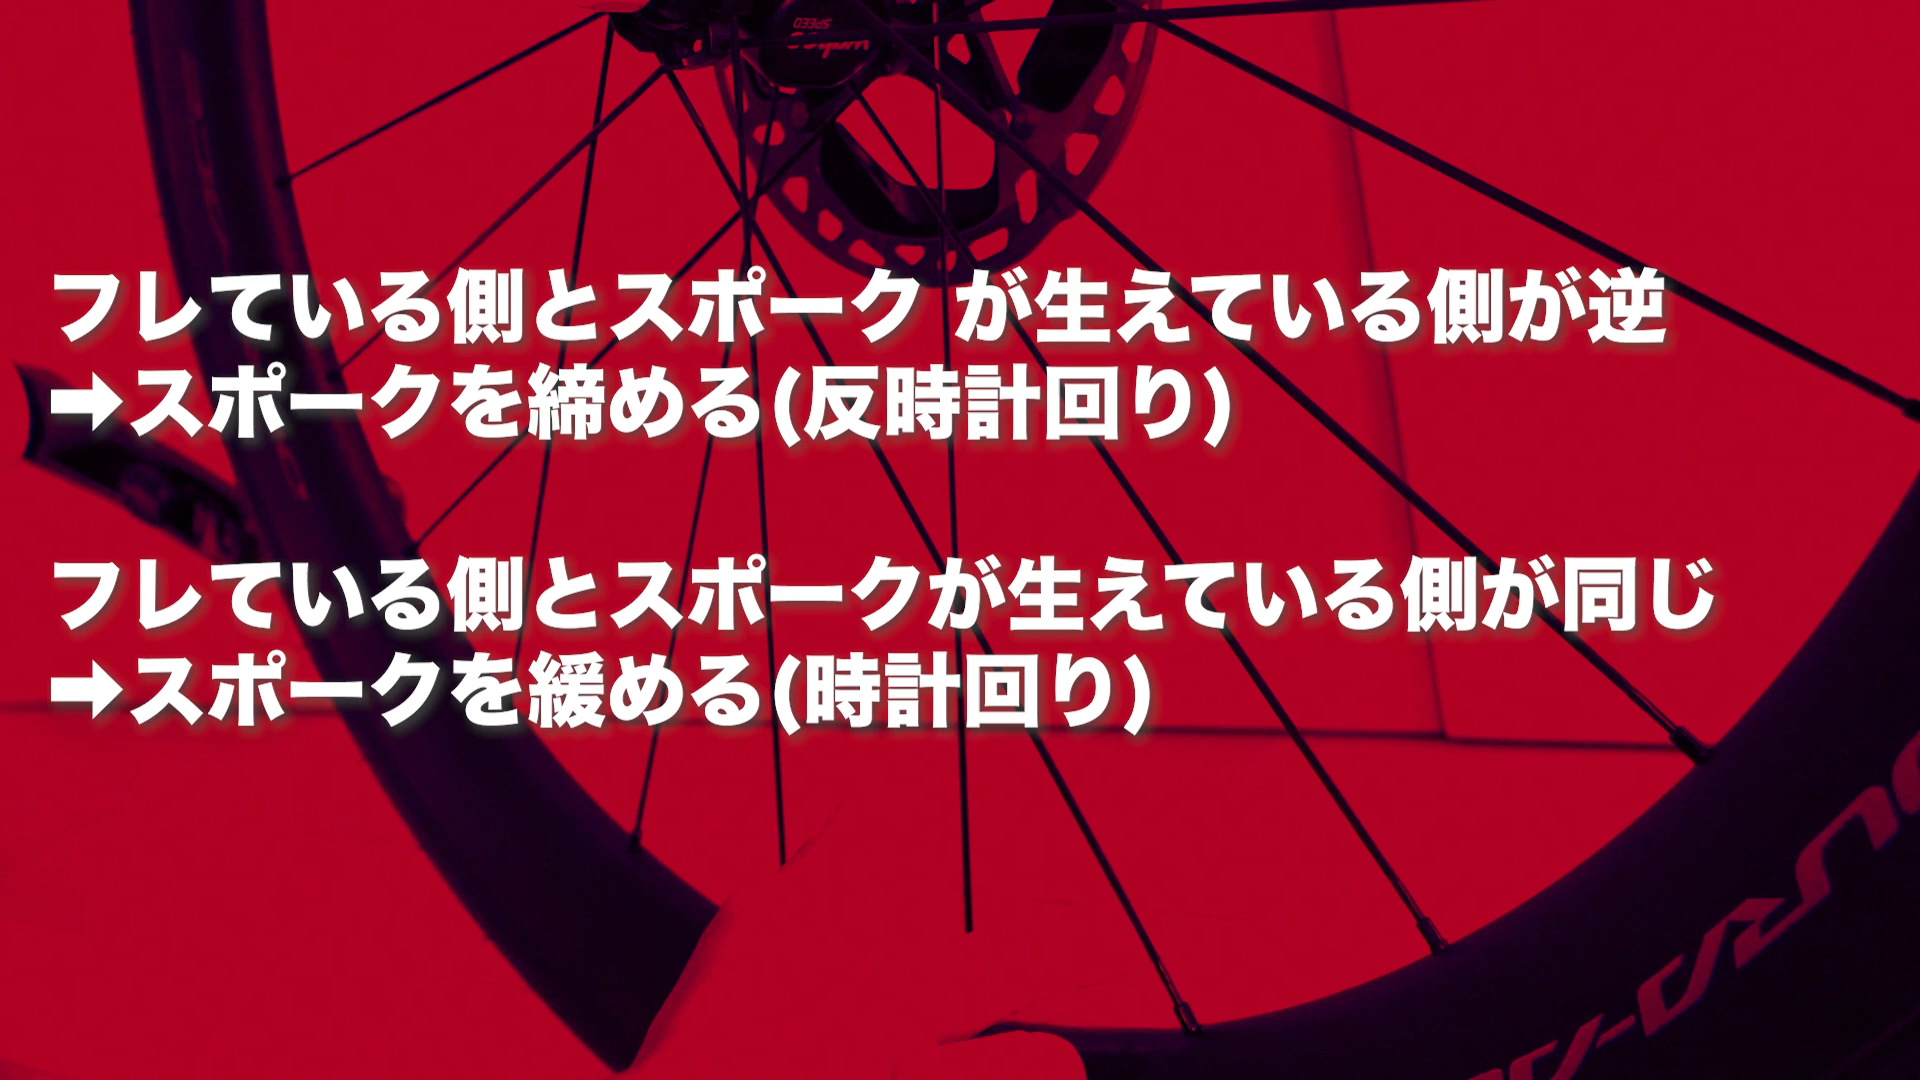 SPEED
フレている側とスポーク が生えている側が逆
➡スポークを締める(反時計回り)
フレている側とスポークが生えている側が同じ
➡スポークを緩める(時計回り)